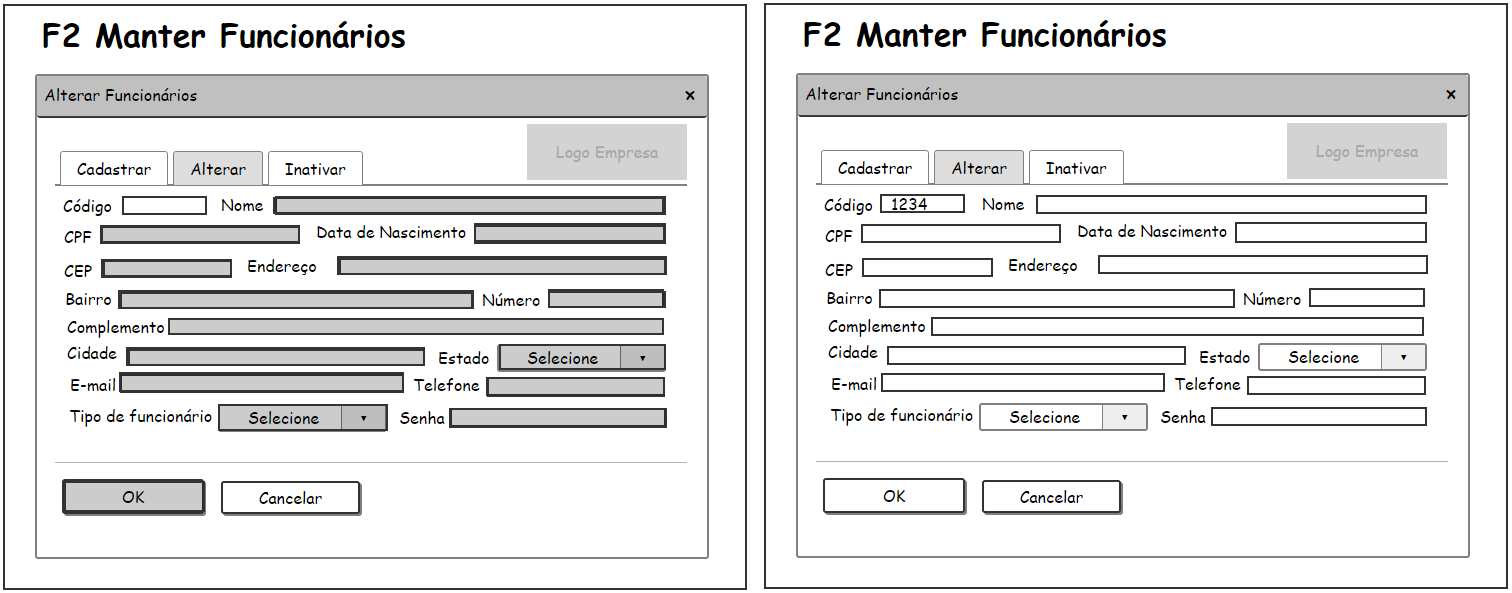 F2 Manter Funcionários
Alterar Funcionários ×
Logo Empresa
Cadastrar Alterar Inativar
Código Nome
CPF Data de Nascimento
CEP Endereço
Bairro Número
Complemento
Cidade Estado Selecione ▼
E-mail Telefone
Tipo de funcionário Selecione ▼ Senha
OK Cancelar
F2 Manter Funcionários
Alterar Funcionários ×
Logo Empresa
Cadastrar Alterar Inativar
Código 1234 Nome
CPF Data de Nascimento
CEP Endereço
Bairro Número
Complemento
Cidade Estado Selecione ▼
E-mail Telefone
Tipo de funcionário Selecione ▼ Senha
OK Cancelar